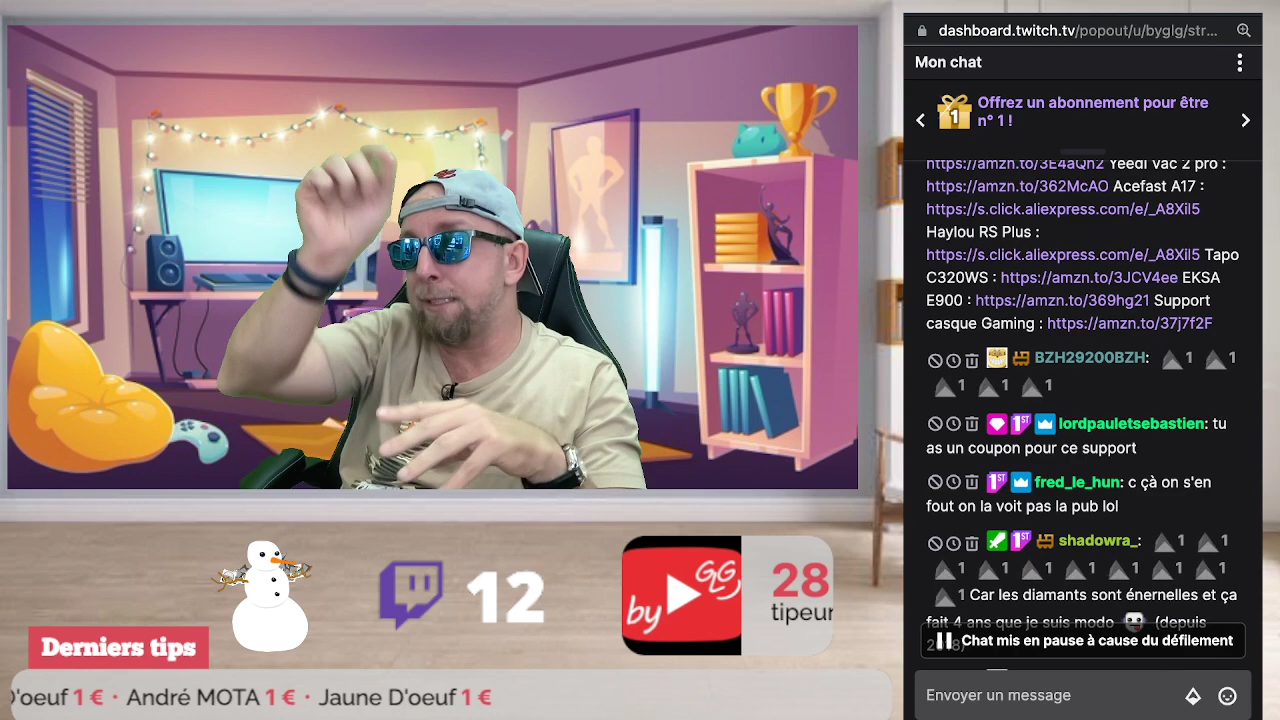 dashboard.twitch.tv/popout/u/byglg/str...
Mon chat
Offrez un abonnement pour être
n° 1 !
1
https://amzn.to/3E4aQh2 Yeedi Vac 2 pro :
https://amzn.to/362McAO Acefast A17 :
https://s.click.aliexpress.com/e/_A8Xil5
Haylou RS Plus :
https://s.click.aliexpress.com/e/_A8Xil5 Tapo
C320WS : https://amzn.to/3JCV4ee EKSA
E900 : https://amzn.to/369hg21 Support
casque Gaming : https://amzn.to/37j7f2F
BZH29200BZH: 1 1
1 1 1
1ST lordpauletsebastien: tu
as un coupon pour ce support
1ST fred_le_hun: c çà on s'en
fout on la voit pas la pub lol
1ST shadowra_: 1 1
1 1 1 1 1 1 1
1 Car les diamants sont énernelles et ça
fait 4 ans que je suis modo (depuis
Chat mis en pause à cause du défilement
Envoyer un message
12
by GG
28
tipeur
Derniers tips
D'oeuf 1 € · André MOTA 1 € · Jaune D'oeuf 1 €